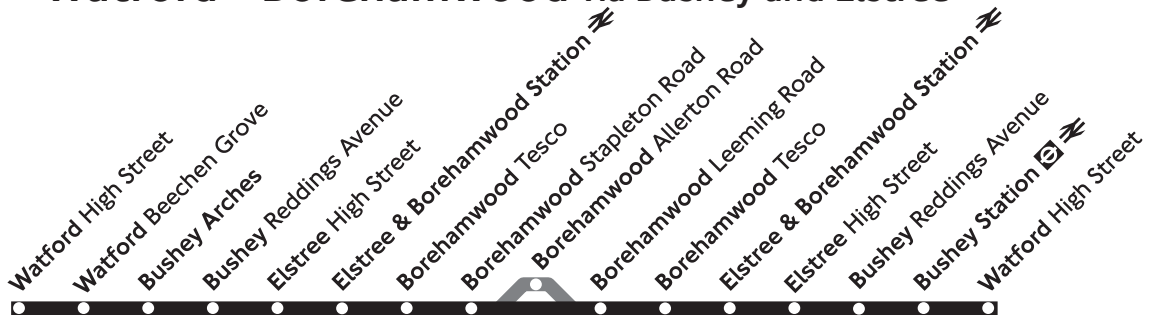 Watford - Borehamwood via Bushey and Elstree
Watford High Street
Watford Beechen Grove
Bushey Arches
Bushey Reddings Avenue
Elstree High Street
Elstree & Borehamwood Station
Borehamwood Tesco
Borehamwood Stapleton Road
Borehamwood Allerton Road
Borehamwood Leeming Road
Borehamwood Tesco
Elstree & Borehamwood Station
Elstree High Street
Bushey Reddings Avenue
Bushey Station
Watford High Street